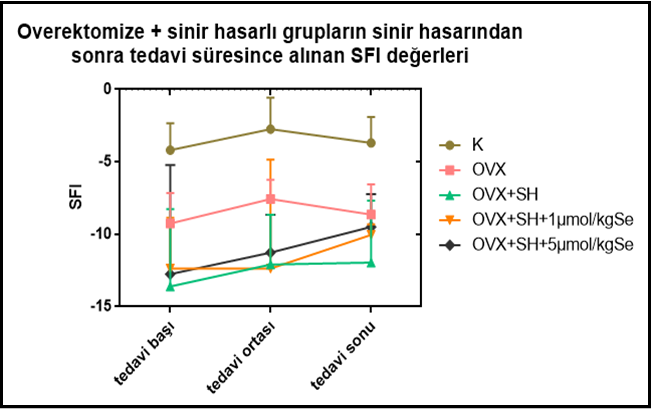 Overektomize + sinir hasarlı grupların sinir hasarından
sonra tedavi süresince alınan SFI değerleri
0
-5
-10
-15
SFI
tedavi başı
tedavi ortası
tedavi sonu
K
OVX
OVX+SH
OVX+SH+1µmol/kgSe
OVX+SH+5µmol/kgSe